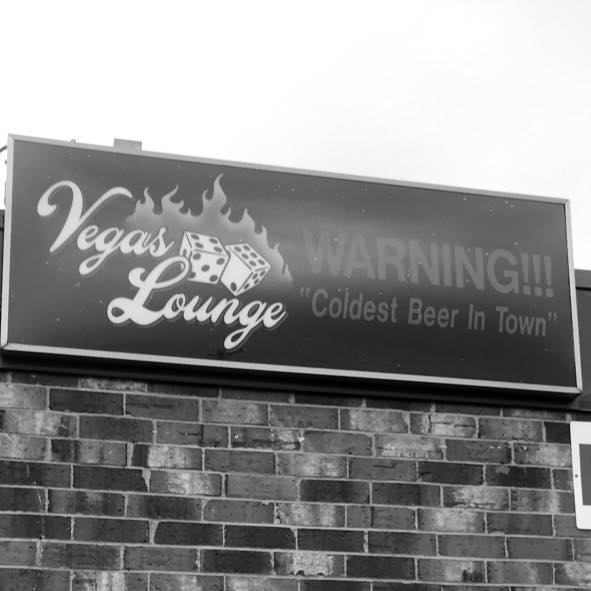 Vegas
Lounge
WARNING!!!
"Coldest Beer In Town"